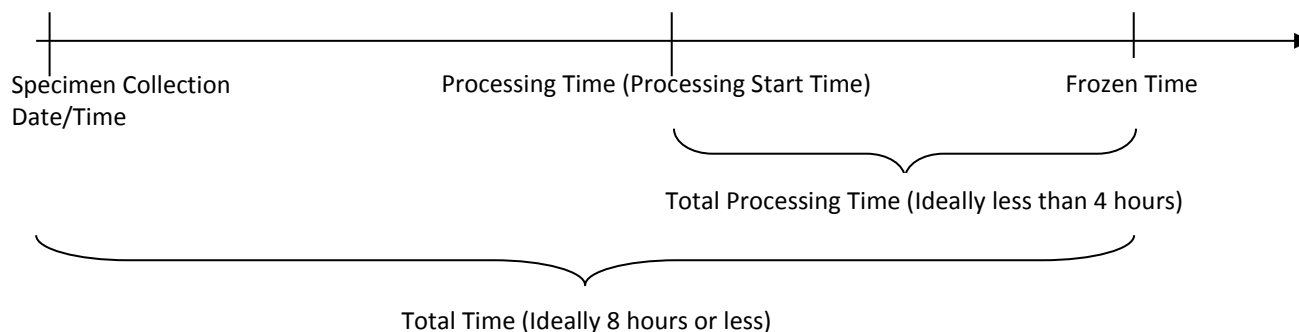 Specimen Collection
Date/Time
Processing Time (Processing Start Time)
Frozen Time
Total Processing Time (Ideally less than 4 hours)
Total Time (Ideally 8 hours or less)